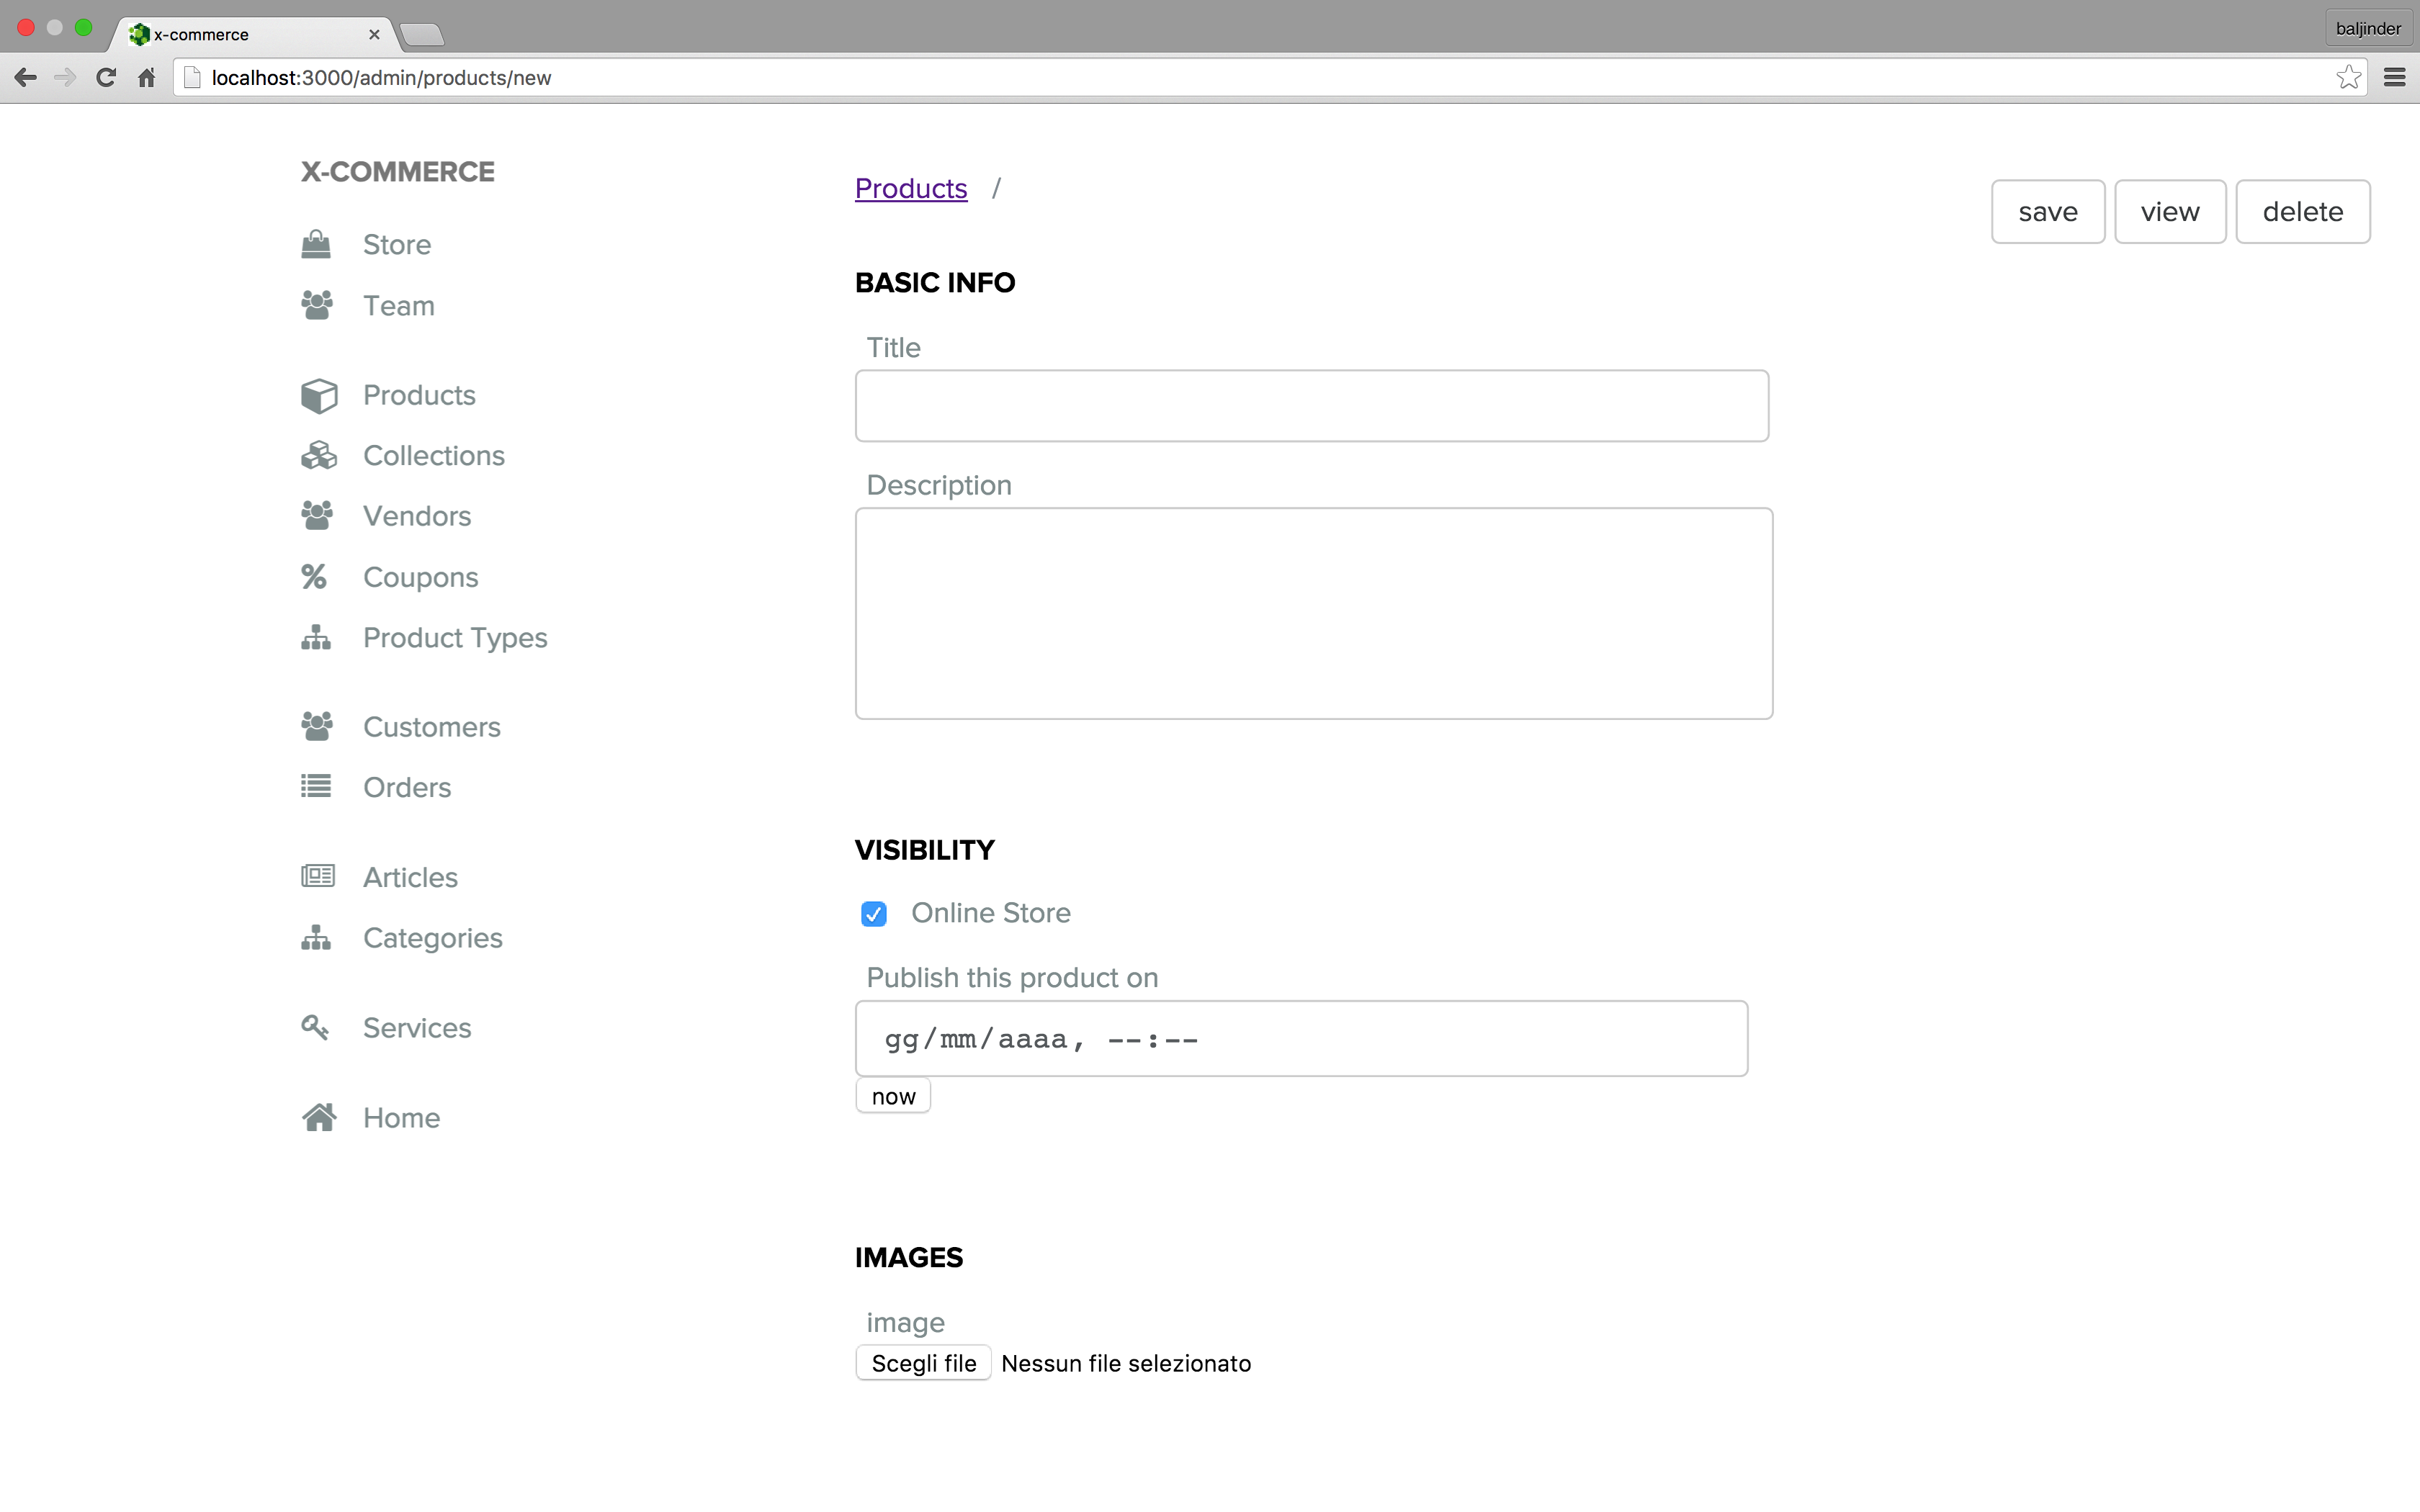 x-commerce
baljinder
localhost:3000/admin/products/new
X-COMMERCE
Store
Team
Products
Collections
Vendors
Coupons
Product Types
Customers
Orders
Articles
Categories
Services
Home
Products /
save view delete
BASIC INFO
Title
Description
VISIBILITY
Online Store
Publish this product on
gg/mm/aaaa, --:--
now
IMAGES
image
Scegli file Nessun file selezionato